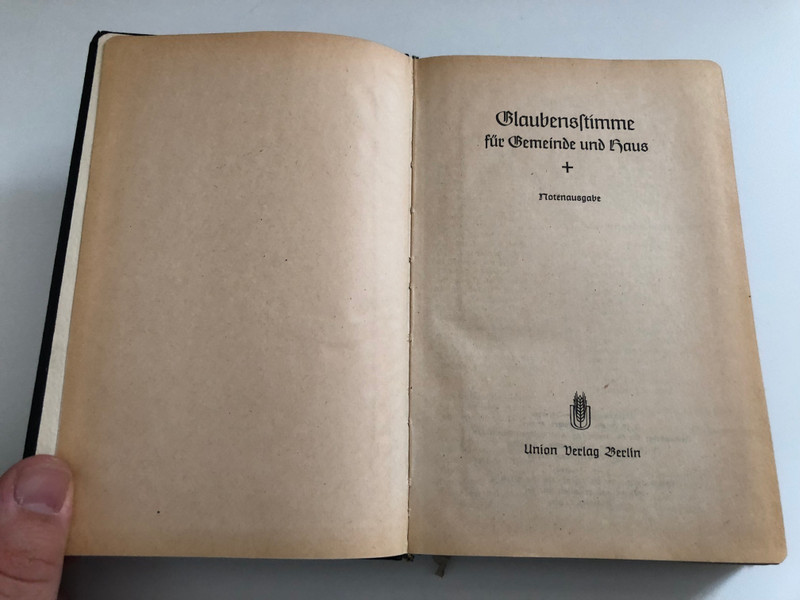 Glaubensſtimme
für Gemeinde und Haus
+
Notenausgabe
Union Verlag Berlin